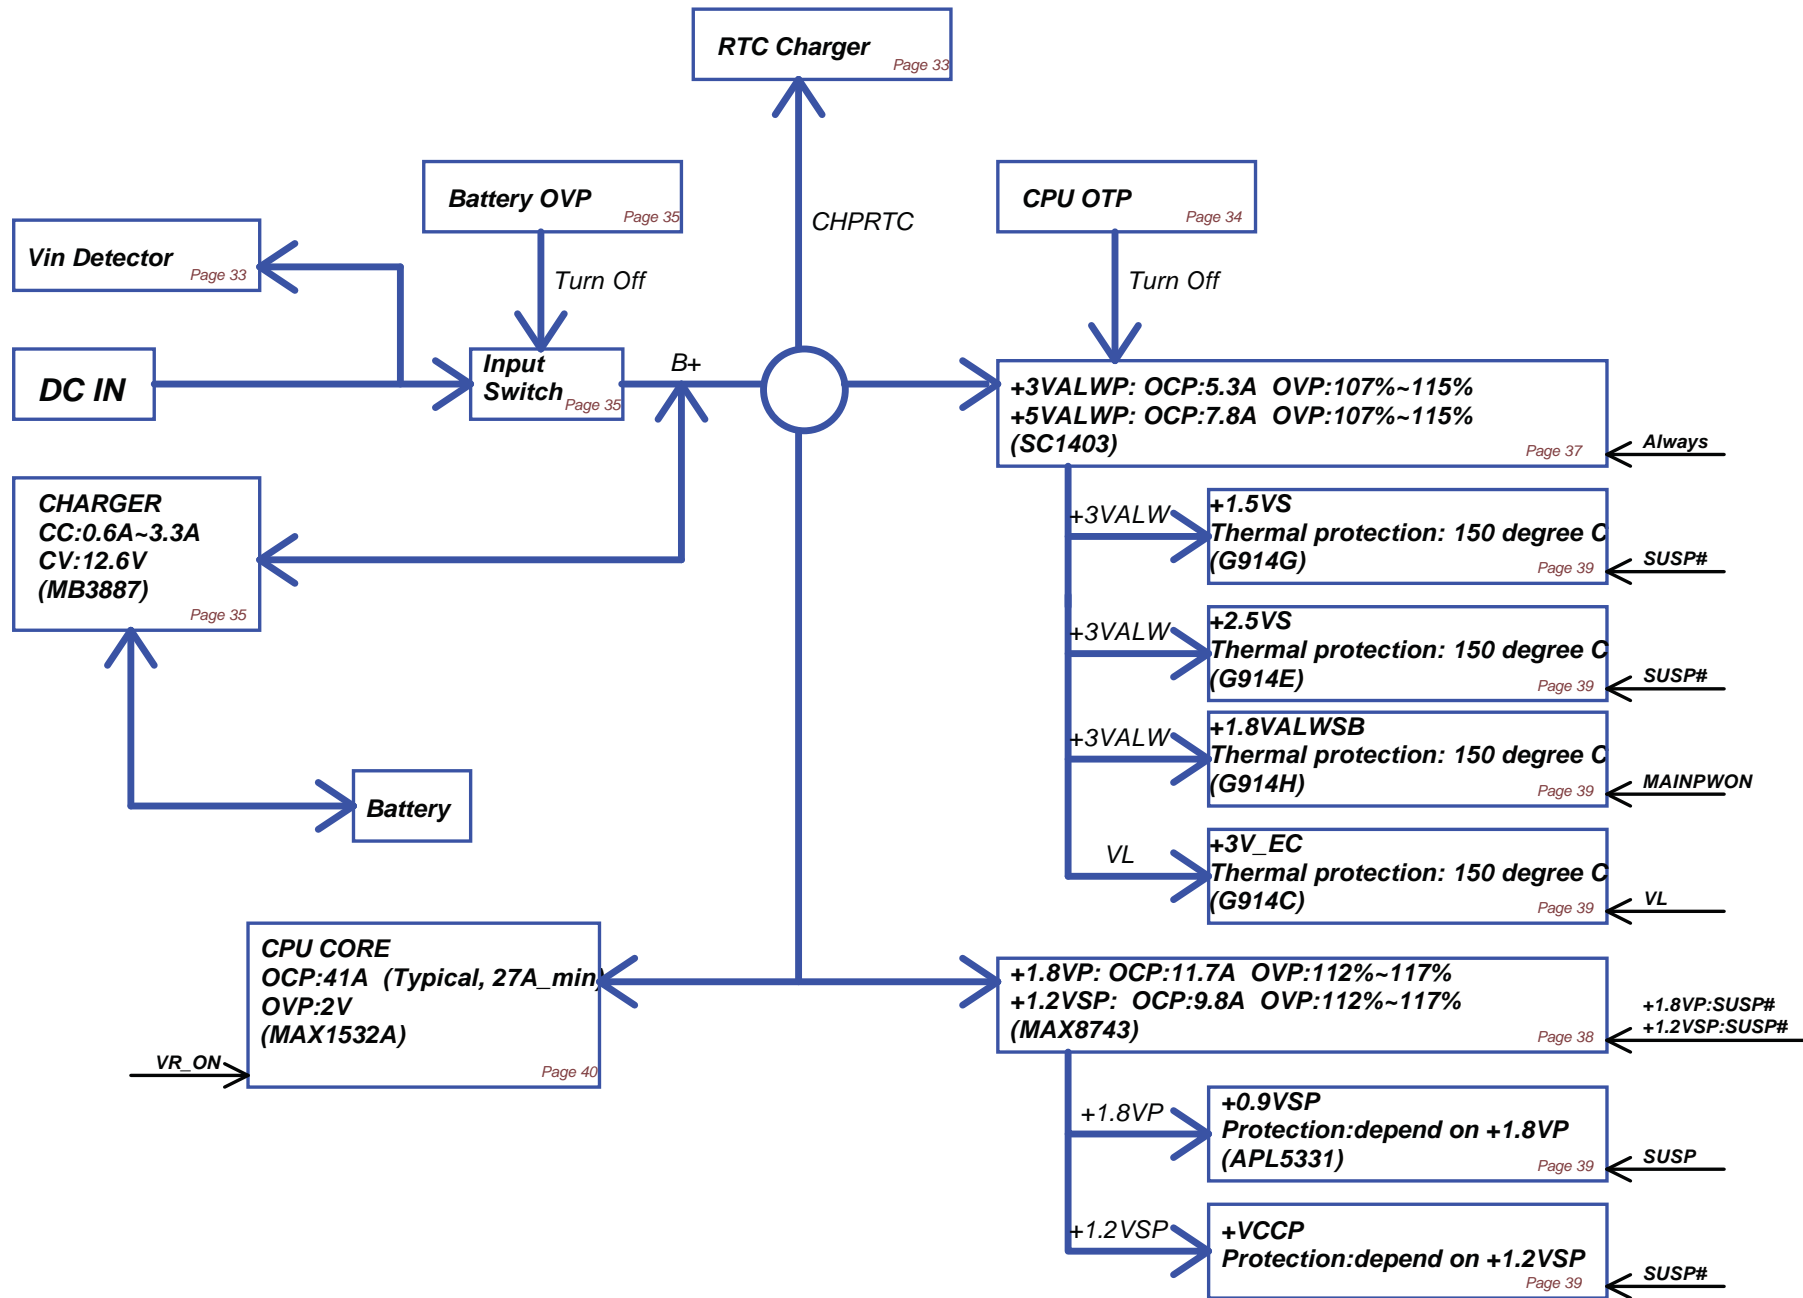 RTC Charger
Page 33
Battery OVP
Page 35
CPU OTP
Page 34
CHPRTC
Vin Detector
Page 33
Turn Off
Turn Off
DC IN
Input
Switch
Page 35
B+
+3VALWP: OCP:5.3A OVP:107%~115%
+5VALWP: OCP:7.8A OVP:107%~115%
(SC1403)
Page 37
Always
CHARGER
CC:0.6A~3.3A
CV:12.6V
(MB3887)
Page 35
+3VALW
+1.5VS
Thermal protection: 150 degree C
(G914G)
Page 39
SUSP#
+3VALW
+2.5VS
Thermal protection: 150 degree C
(G914E)
Page 39
SUSP#
+3VALW
+1.8VALWSB
Thermal protection: 150 degree C
(G914H)
Page 39
MAINPWON
Battery
VL
+3V_EC
Thermal protection: 150 degree C
(G914C)
Page 39
VL
CPU CORE
OCP:41A (Typical, 27A_min)
OVP:2V
(MAX1532A)
Page 40
VR_ON
+1.8VP: OCP:11.7A OVP:112%~117%
+1.2VSP: OCP:9.8A OVP:112%~117%
(MAX8743)
Page 38
+1.8VP:SUSP#
+1.2VSP:SUSP#
+1.8VP
+0.9VSP
Protection:depend on +1.8VP
(APL5331)
Page 39
SUSP
+1.2VSP
+VCCP
Protection:depend on +1.2VSP
Page 39
SUSP#